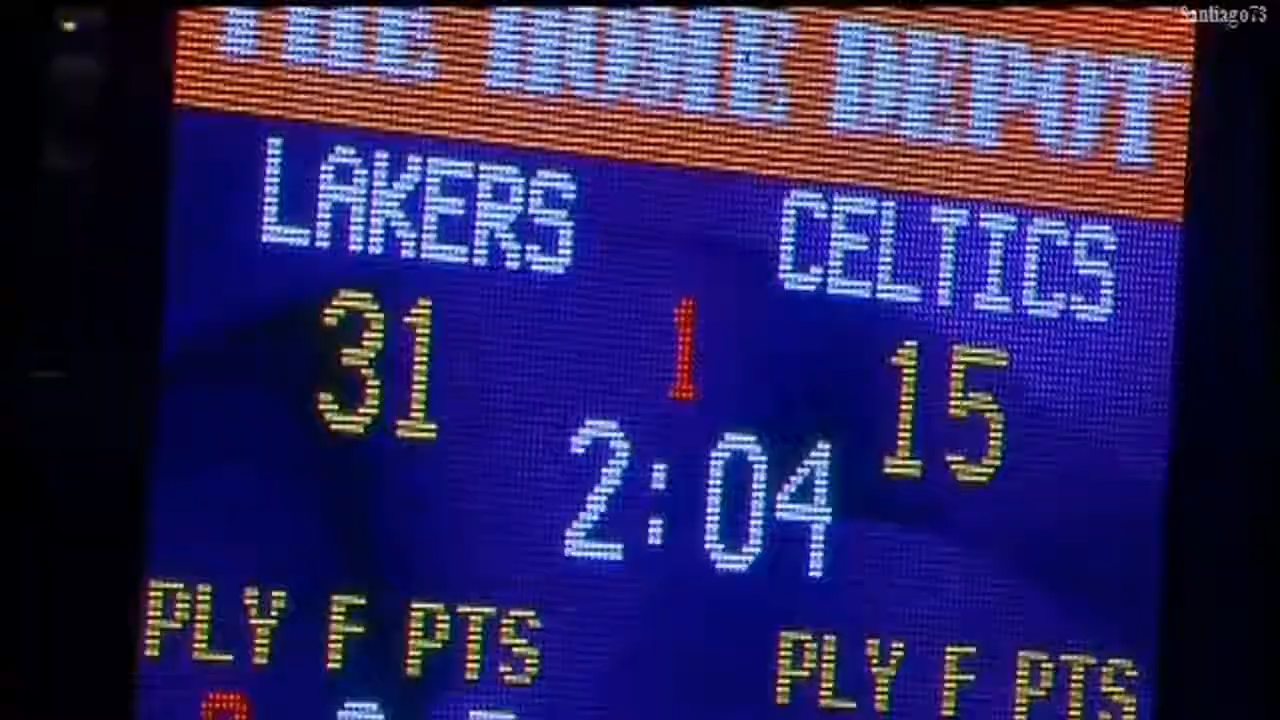 Santiago73
THE HOME DEPOT
LAKERS CELTICS
31 1 15
2:04
PLY F PTS PLY F PTS